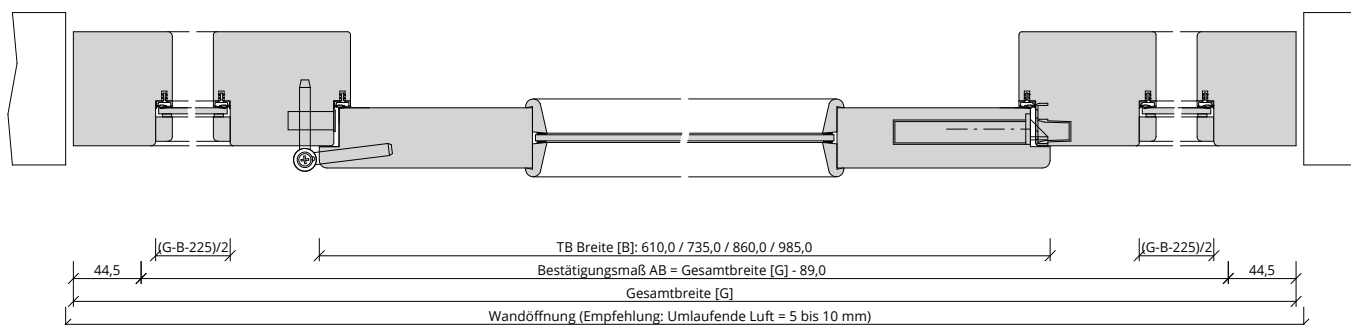 (G-B-225)/2
TB Breite [B]: 610,0 / 735,0 / 860,0 / 985,0
(G-B-225)/2
44,5
Bestätigungsmaß AB = Gesamtbreite [G] - 89,0
44,5
Gesamtbreite [G]
Wandöffnung (Empfehlung: Umlaufende Luft = 5 bis 10 mm)